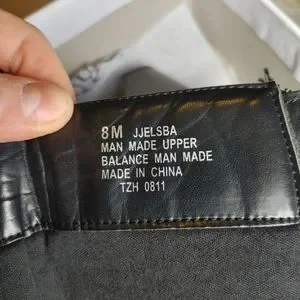 8M JJELSBA
MAN MADE UPPER
BALANCE MAN MADE
MADE IN CHINA
TZH 0811